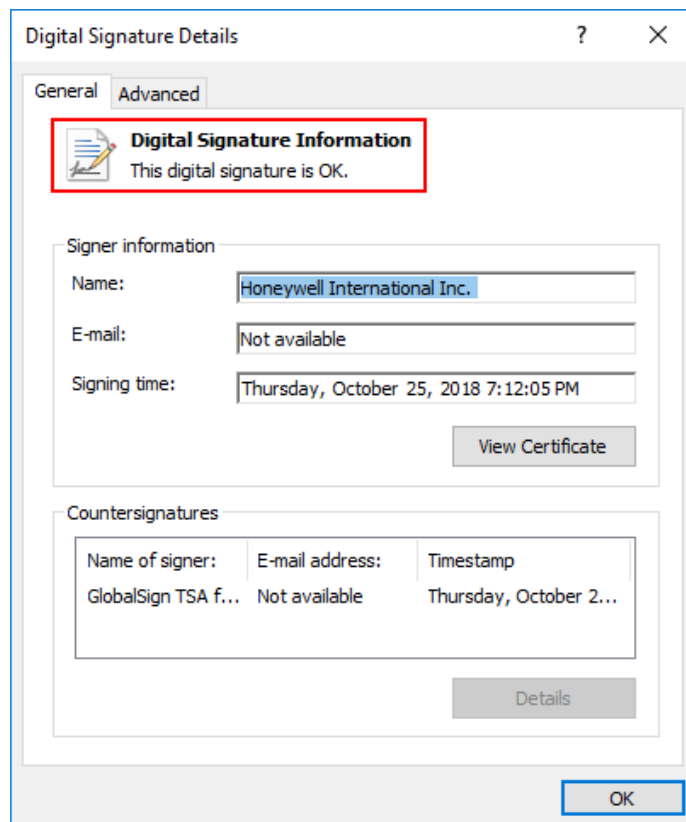 Digital Signature Details
General Advanced
Digital Signature Information
This digital signature is OK.
Signer information
Name: Honeywell International Inc.
E-mail: Not available
Signing time: Thursday, October 25, 2018 7:12:05 PM
View Certificate
Countersignatures
Name of signer: E-mail address: Timestamp
GlobalSign TSA f... Not available Thursday, October 2...
Details
OK